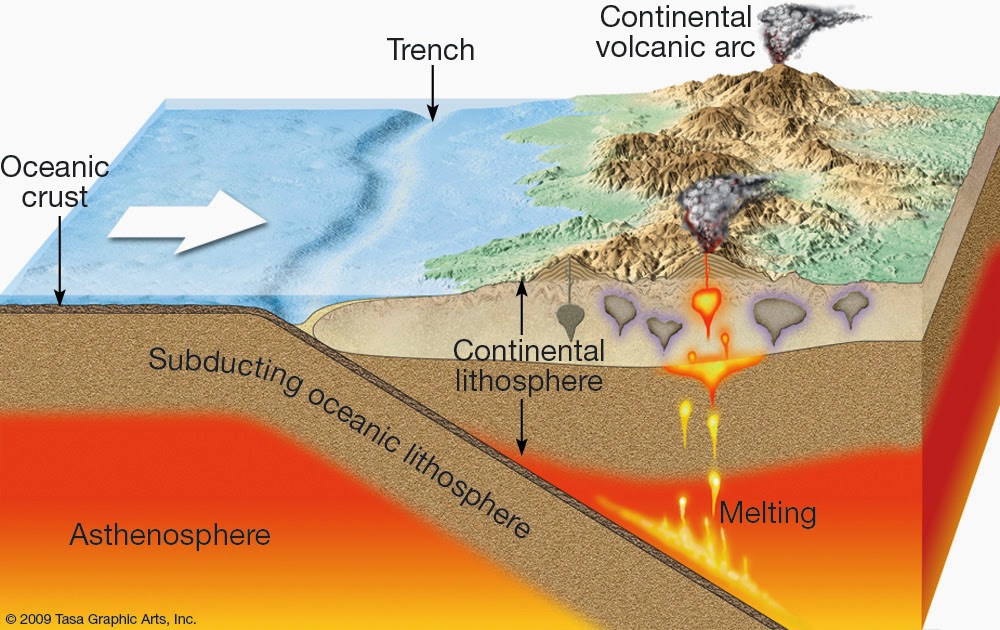 Continental
volcanic arc
Trench
Oceanic
crust
Continental
lithosphere
Subducting oceanic lithosphere
Melting
Asthenosphere
© 2009 Tasa Graphic Arts, Inc.